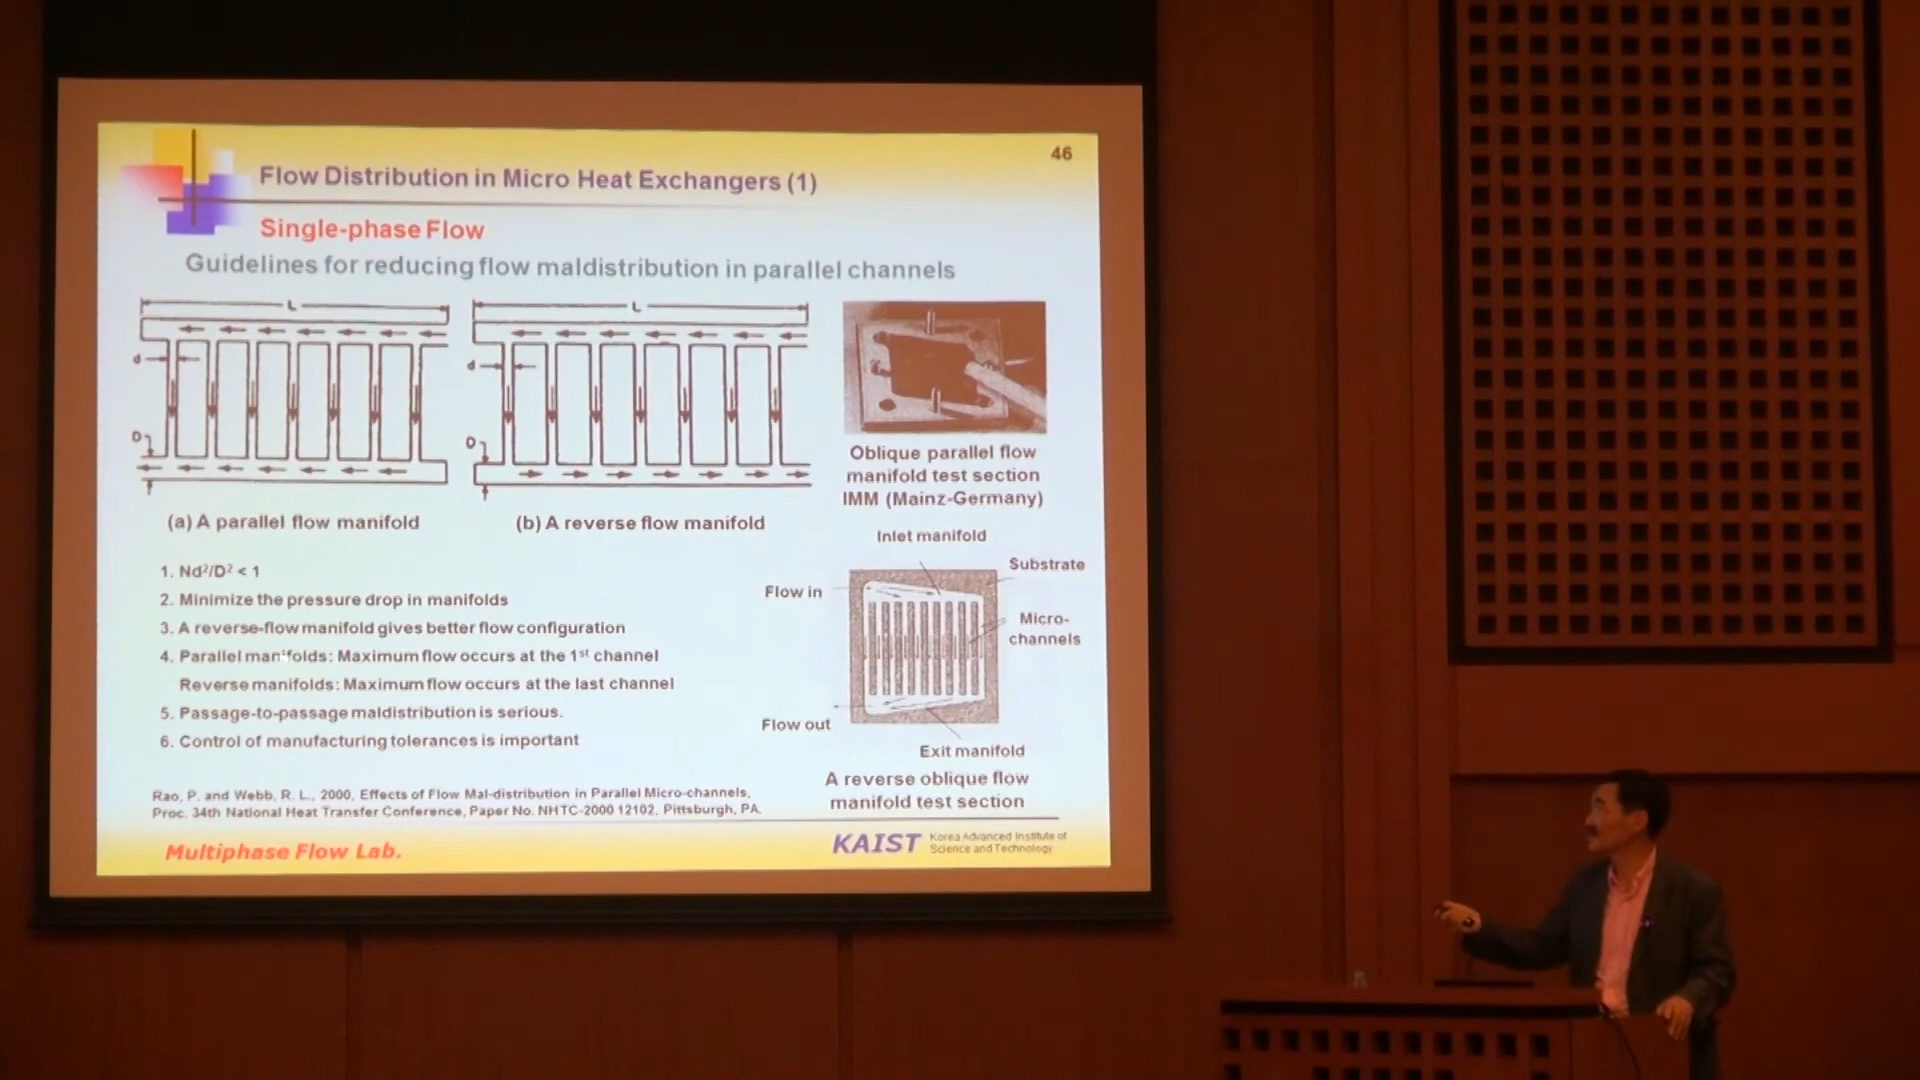 46
Flow Distribution in Micro Heat Exchangers (1)
Single-phase Flow
Guidelines for reducing flow maldistribution in parallel channels
L
L
d
d
D
D
(a) A parallel flow manifold
(b) A reverse flow manifold
Oblique parallel flow
manifold test section
IMM (Mainz-Germany)
Inlet manifold
Substrate
Flow in
Micro-
channels
Flow out
Exit manifold
A reverse oblique flow
manifold test section
1. Nd²/D² < 1
2. Minimize the pressure drop in manifolds
3. A reverse-flow manifold gives better flow configuration
4. Parallel manifolds: Maximum flow occurs at the 1st channel
Reverse manifolds: Maximum flow occurs at the last channel
5. Passage-to-passage maldistribution is serious.
6. Control of manufacturing tolerances is important
Rao, P. and Webb, R. L., 2000, Effects of Flow Mal-distribution in Parallel Micro-channels,
Proc. 34th National Heat Transfer Conference, Paper No. NHTC-2000 12102, Pittsburgh, PA.
Multiphase Flow Lab.
KAIST
Korea Advanced Institute of
Science and Technology